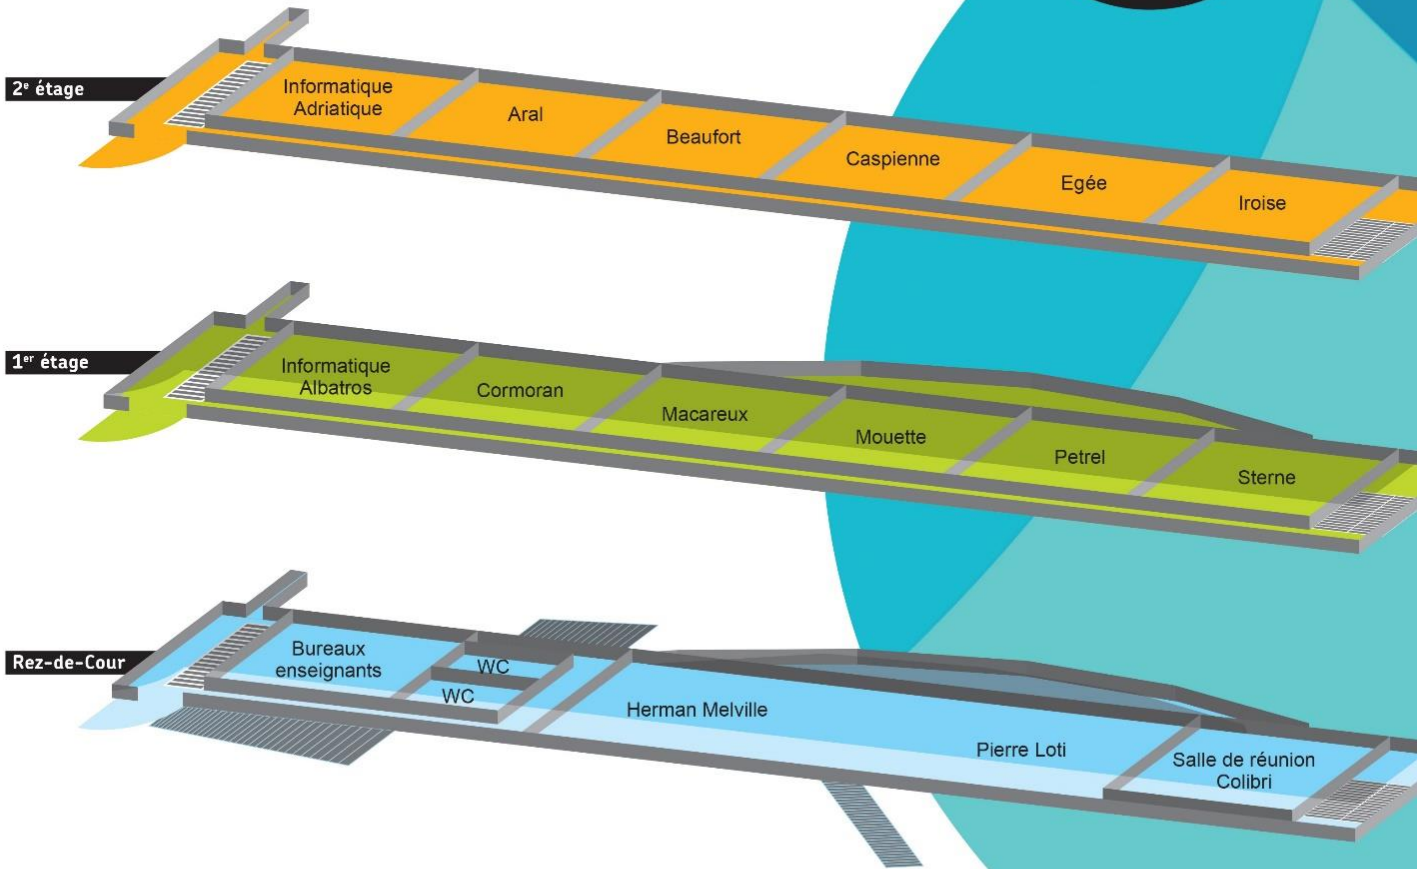 2e étage
Informatique
Adriatique
Aral
Beaufort
Caspienne
Egée
Iroise
1er étage
Informatique
Albatros
Cormoran
Macareux
Mouette
Petrel
Sterne
Rez-de-Cour
Bureaux
enseignants
WC
WC
Herman Melville
Pierre Loti
Salle de réunion
Colibri